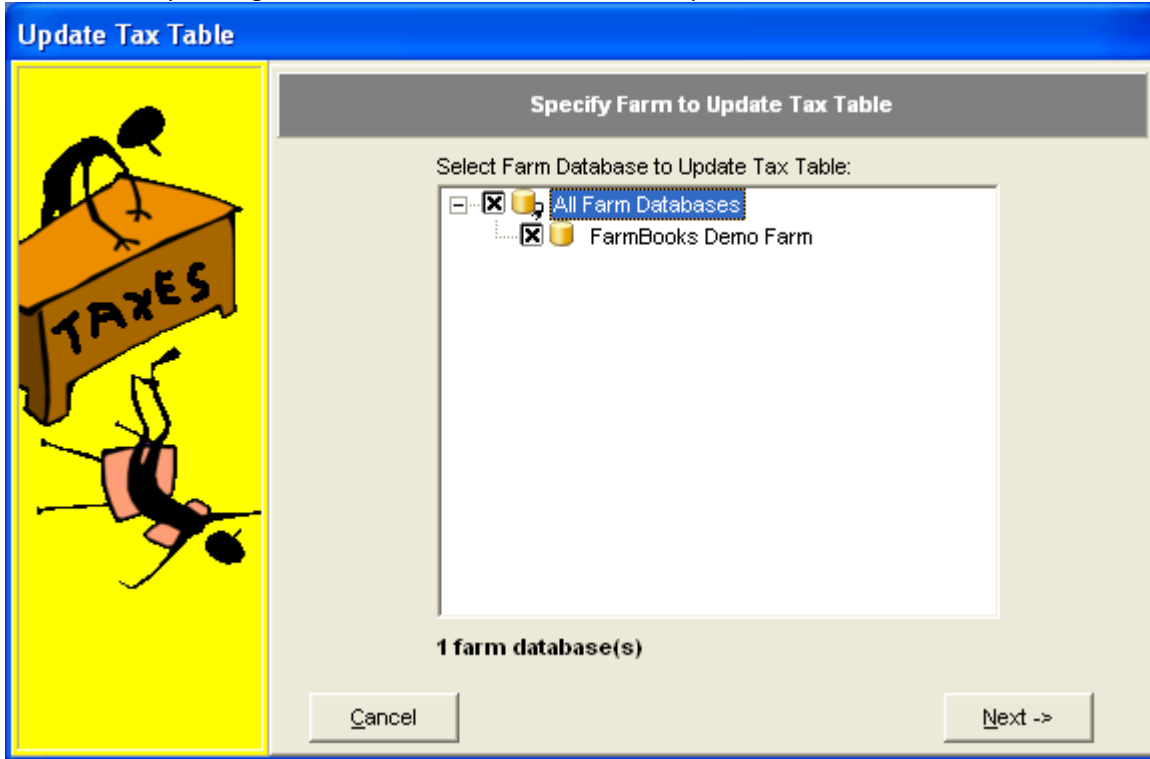 Update Tax Table
Specify Farm to Update Tax Table
Select Farm Database to Update Tax Table:
All Farm Databases
FarmBooks Demo Farm
TAXES
1 farm database(s)
Cancel
Next ->